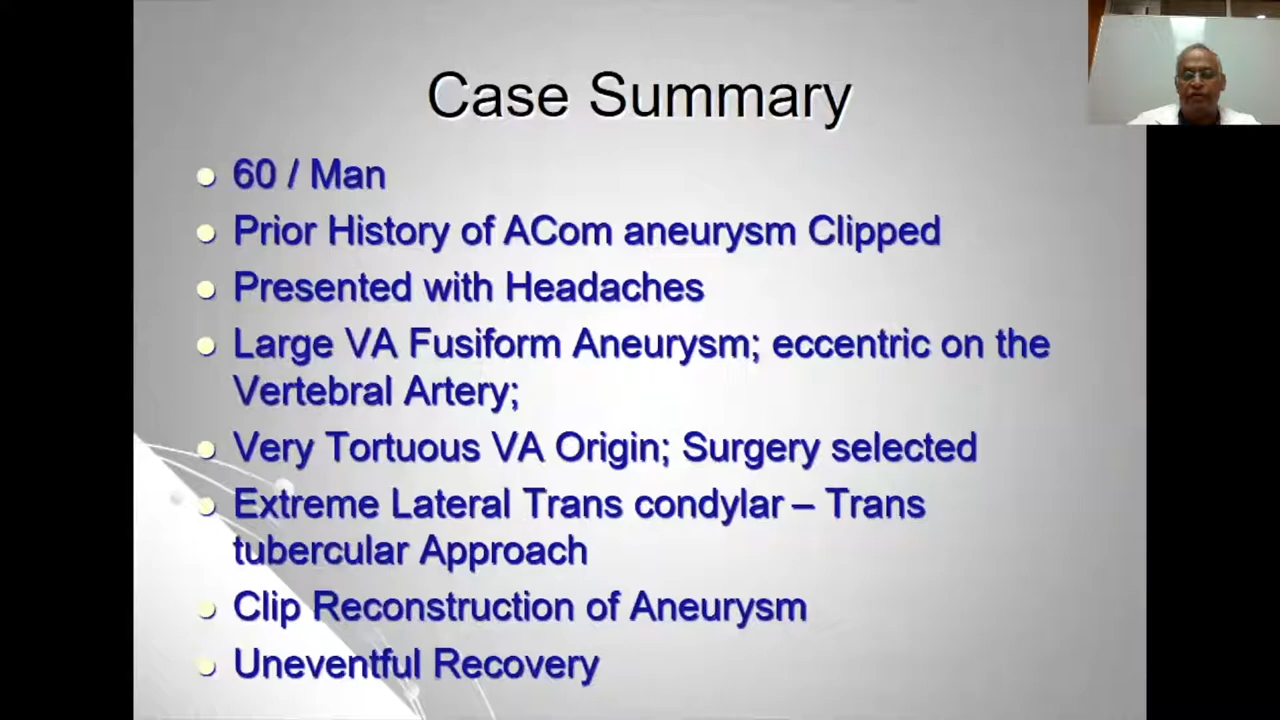 Case Summary
60 / Man
Prior History of ACom aneurysm Clipped
Presented with Headaches
Large VA Fusiform Aneurysm; eccentric on the
Vertebral Artery;
Very Tortuous VA Origin; Surgery selected
Extreme Lateral Trans condylar – Trans
tubercular Approach
Clip Reconstruction of Aneurysm
Uneventful Recovery